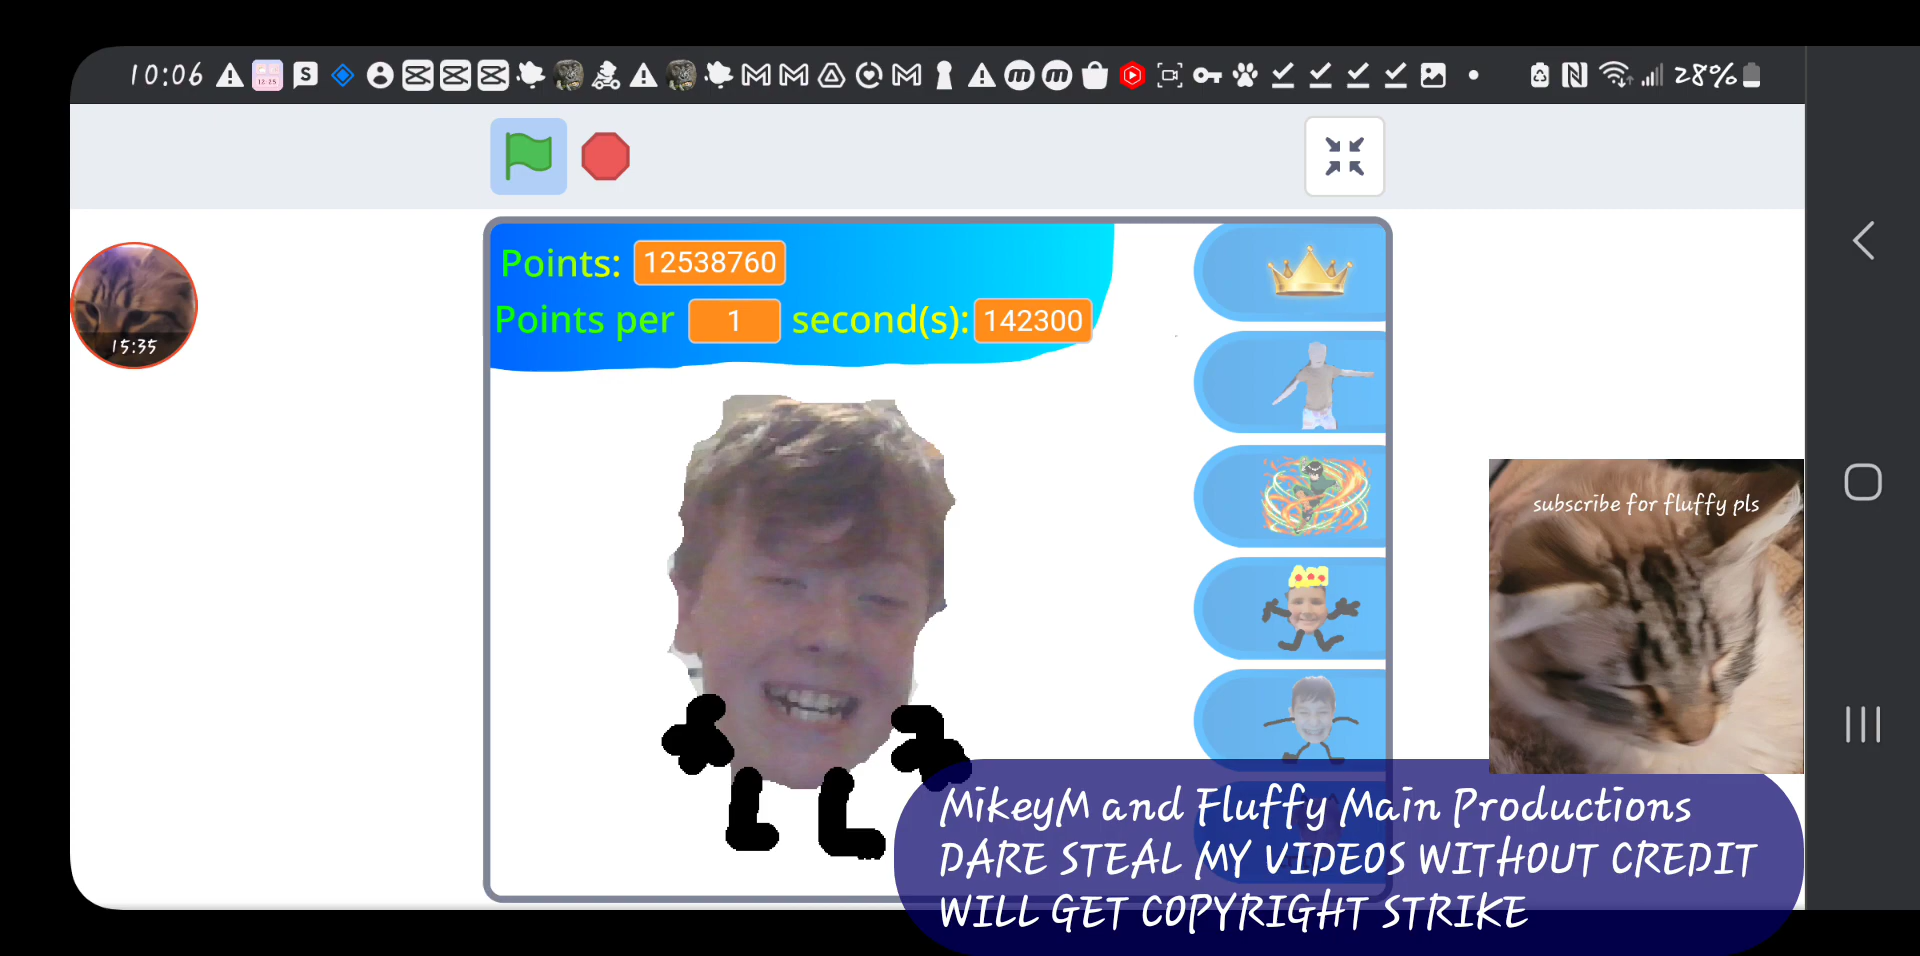 10:06
28%
Points: 12538760
Points per 1 second(s): 142300
15:35
subscribe for fluffy pls
MikeyM and Fluffy Main Productions
DARE STEAL MY VIDEOS WITHOUT CREDIT
WILL GET COPYRIGHT STRIKE